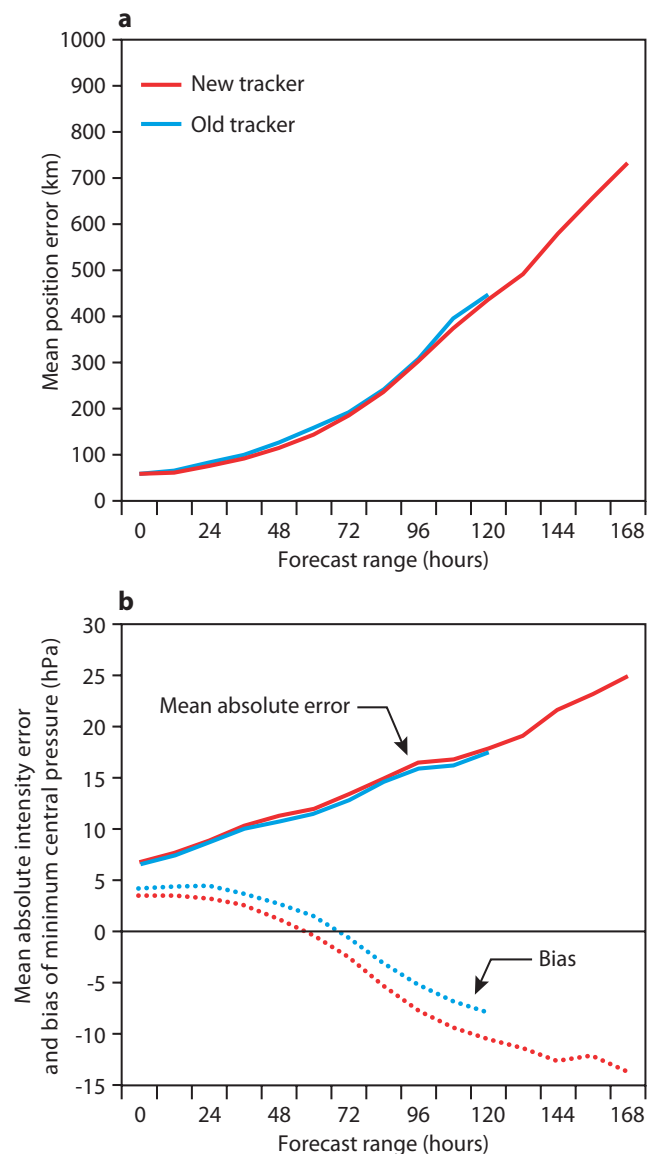 a
1000
900
800
700
600
500
400
300
200
100
0
Mean position error (km)
New tracker
Old tracker
0 24 48 72 96 120 144 168
Forecast range (hours)
b
30
25
20
15
10
5
0
-5
-10
-15
Mean absolute intensity error
and bias of minimum central pressure (hPa)
Mean absolute error
Bias
0 24 48 72 96 120 144 168
Forecast range (hours)